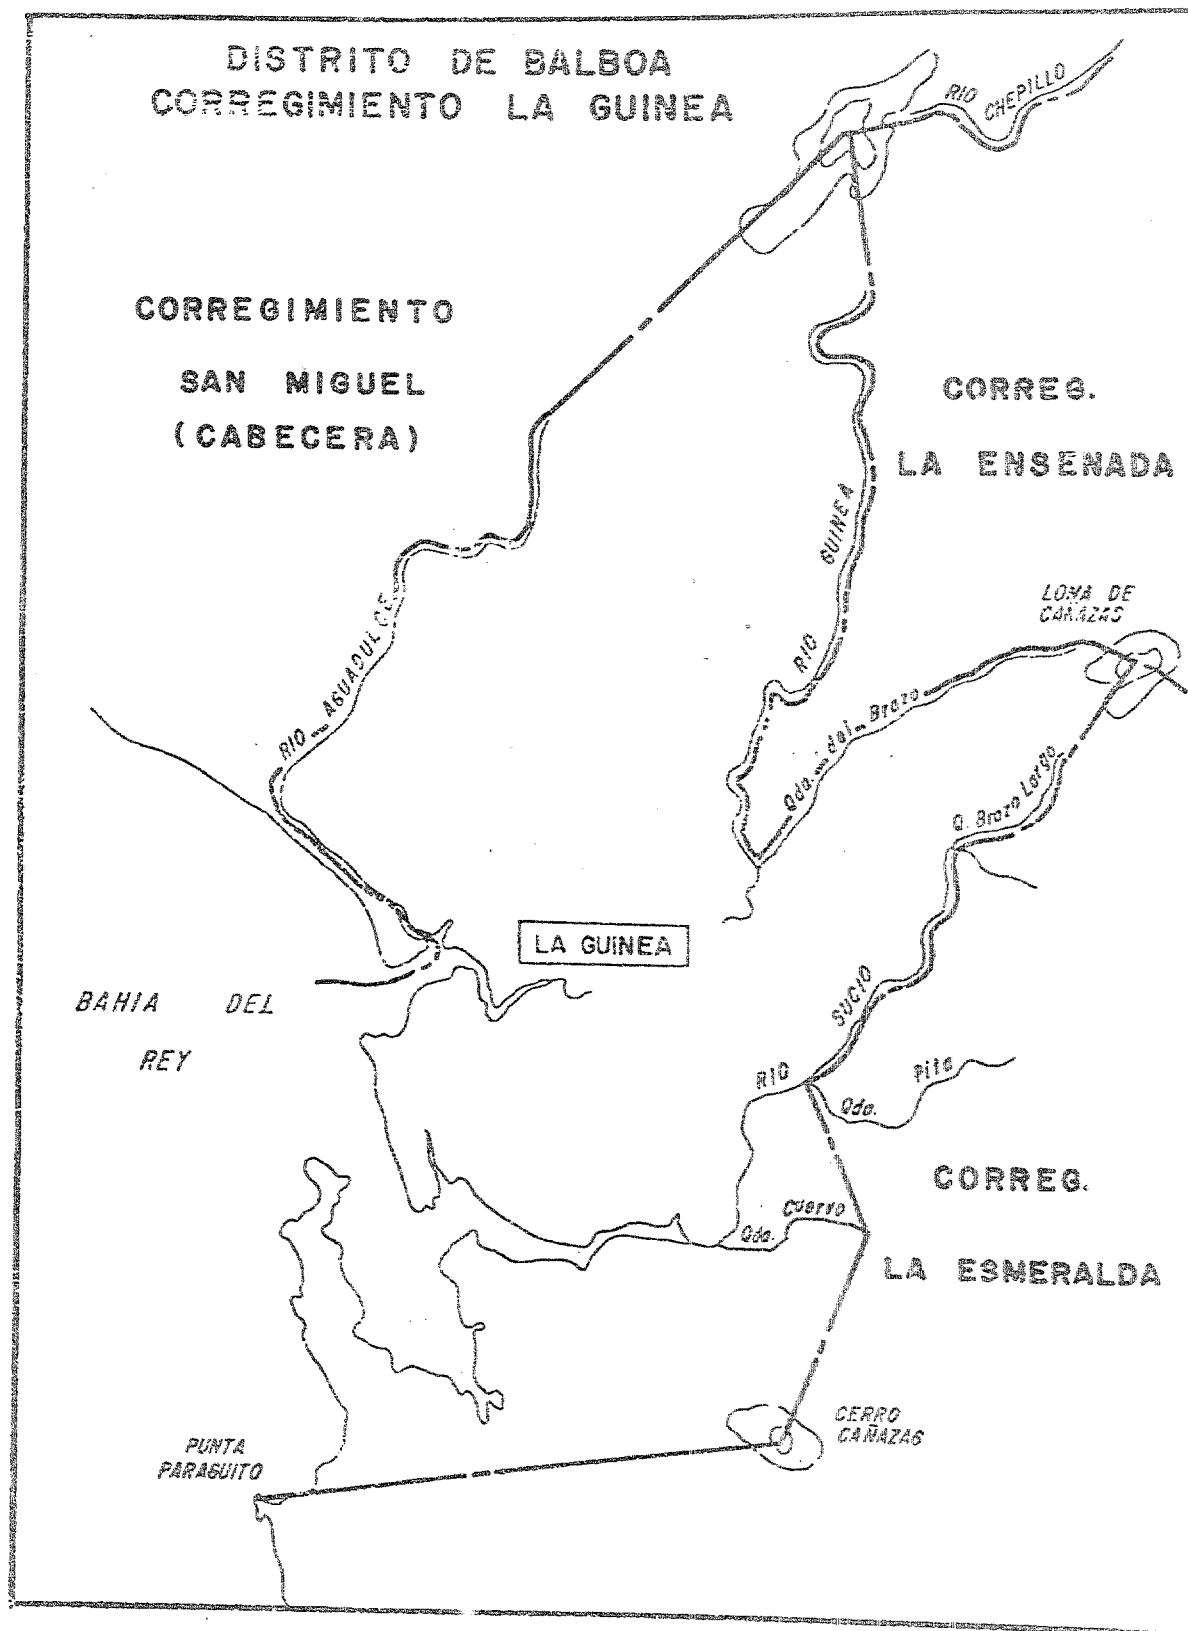 DISTRITO DE BALBOA
CORREGIMIENTO LA GUINEA
RIO CHEPILLO
CORREGIMIENTO
SAN MIGUEL
(CABECERA)
CORREG.
LA ENSENADA
RIO GUINEA
LOMA DE
CAÑAZAS
RIO AGUADULCE
Qda. del Brazo
Q. Brazo Largo
LA GUINEA
BAHIA DEL
REY
RIO SUCIO
Qda. Pito
CORREG.
LA ESMERALDA
Qda. Cuervo
CERRO
CAÑAZAS
PUNTA
PARAGUITO